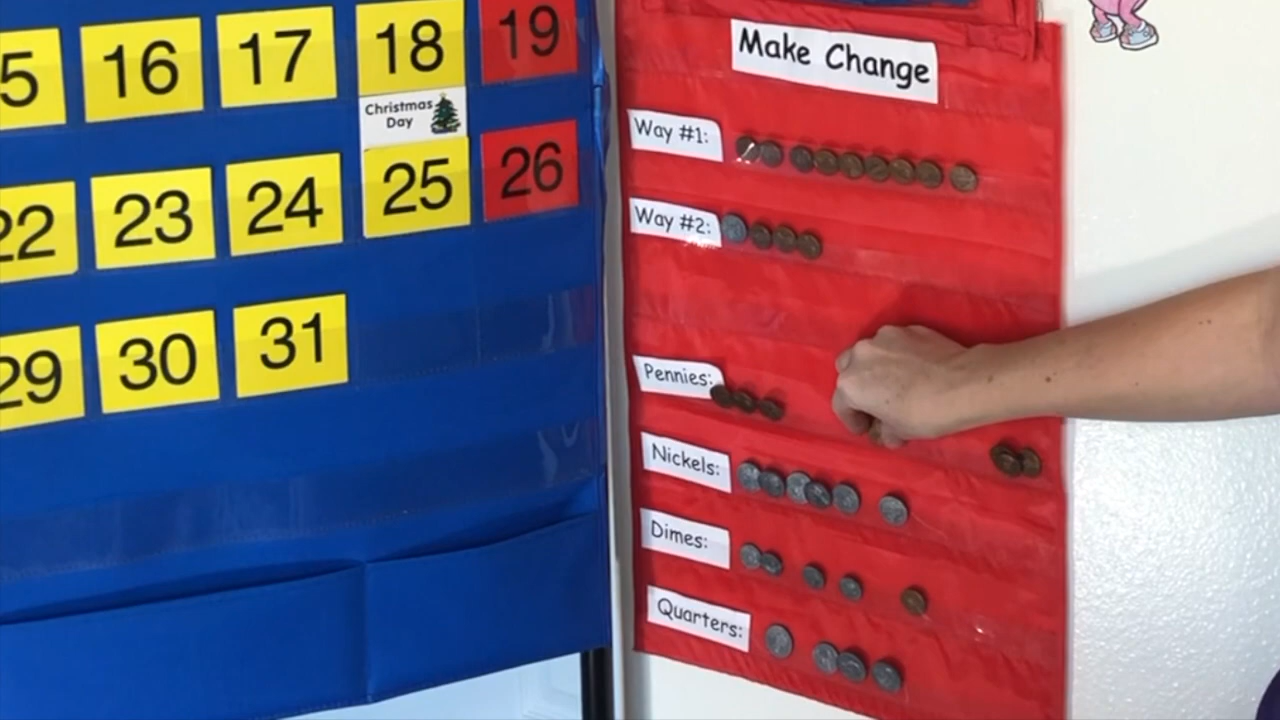 5 16 17 18 19
Christmas
Day
22 23 24 25 26
29 30 31
Make Change
Way #1:
Way #2:
Pennies:
Nickels:
Dimes:
Quarters: